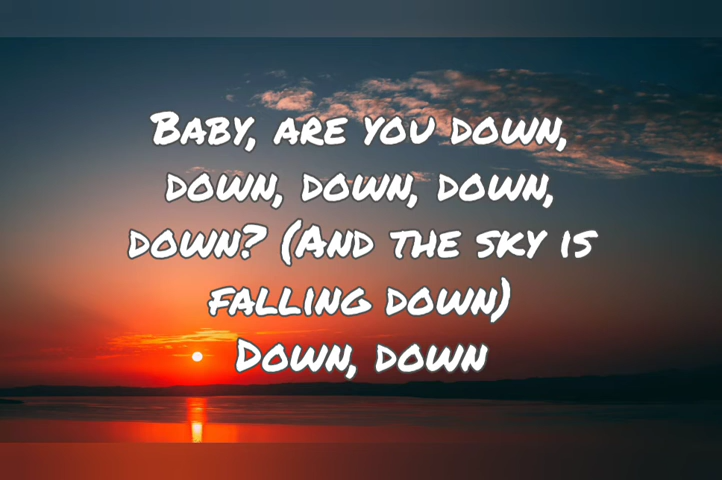 Baby, are you down,
down, down, down,
down? (And the sky is
falling down)
Down, down